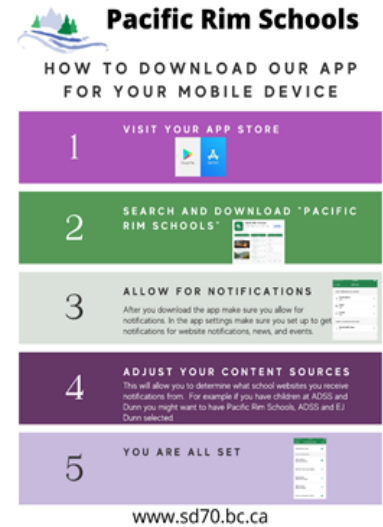 Pacific Rim Schools
HOW TO DOWNLOAD OUR APP
FOR YOUR MOBILE DEVICE
1
VISIT YOUR APP STORE
2
SEARCH AND DOWNLOAD "PACIFIC
RIM SCHOOLS"
3
ALLOW FOR NOTIFICATIONS
After you download the app make sure you allow for
notifications. In the app settings make sure you set up to get
notifications for website notifications, news, and events.
4
ADJUST YOUR CONTENT SOURCES
This will allow you to determine what school websites you receive
notifications from. For example if you have children at ADSS and
Dunn you might want to have Pacific Rim Schools, ADSS and EJ
Dunn selected.
5
YOU ARE ALL SET
www.sd70.bc.ca